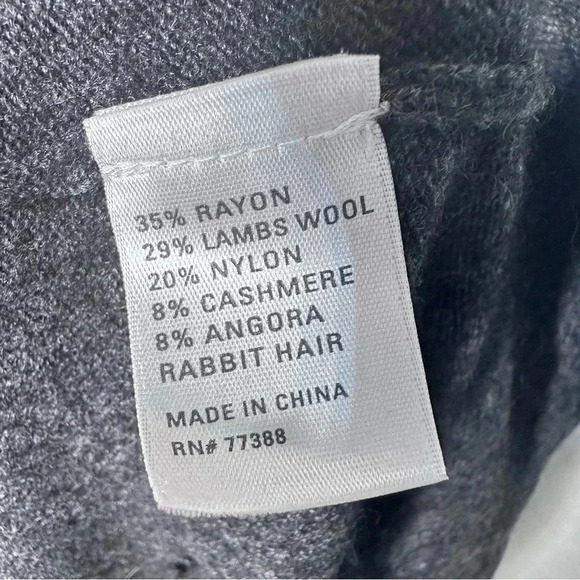 35% RAYON
29% LAMBS WOOL
20% NYLON
8% CASHMERE
8% ANGORA
RABBIT HAIR
MADE IN CHINA
RN# 77388